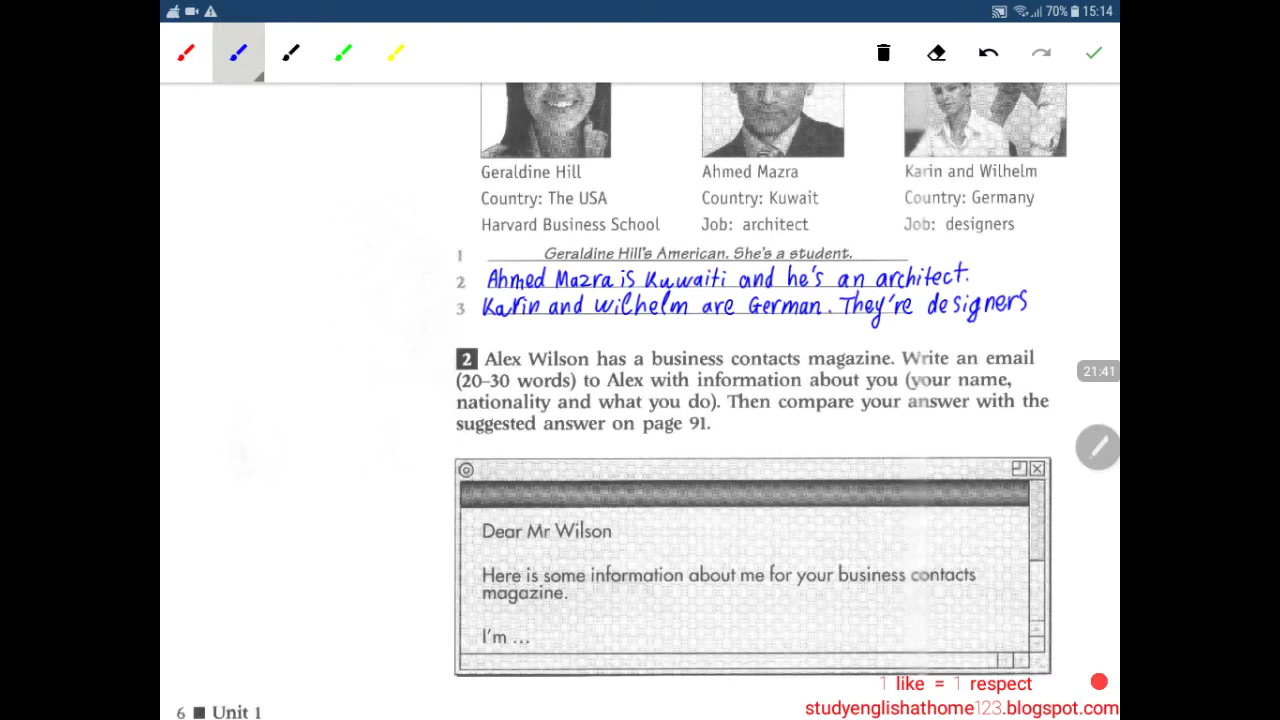 70% 15:14
Geraldine Hill Ahmed Mazra Karin and Wilhelm
Country: The USA Country: Kuwait Country: Germany
Harvard Business School Job: architect Job: designers
1 Geraldine Hill's American. She's a student.
2 Ahmed Mazra is Kuwaiti and he's an architect.
3 Karin and Wilhelm are German. They're designers
2 Alex Wilson has a business contacts magazine. Write an email
(20–30 words) to Alex with information about you (your name,
21:41
nationality and what you do). Then compare your answer with the
suggested answer on page 91.
Dear Mr Wilson
Here is some information about me for your business contacts
magazine.
I'm ...
1 like = 1 respect
studyenglishathome123.blogspot.com
6 ■ Unit 1